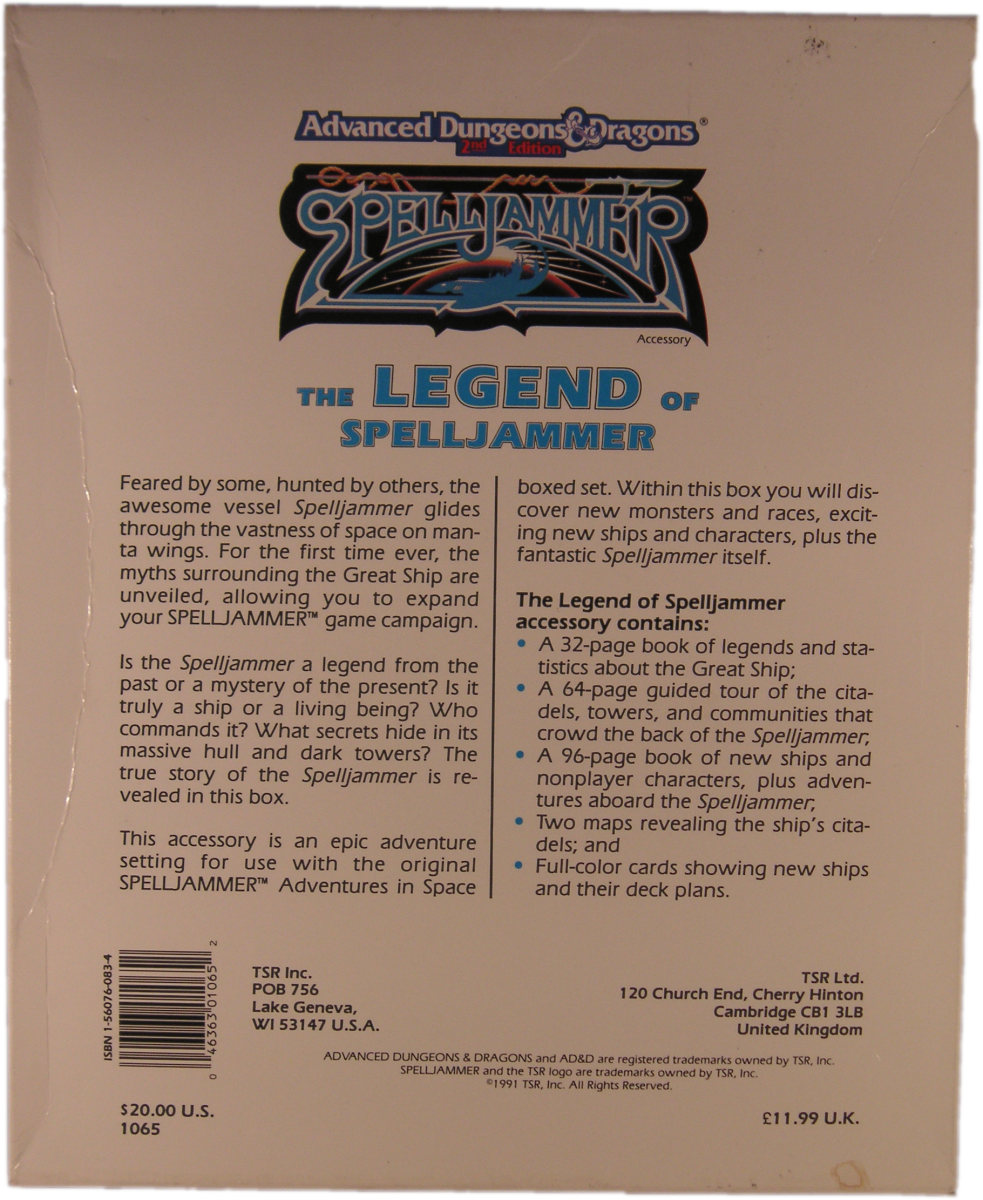 Advanced Dungeons & Dragons®
2nd Edition
SPELLJAMMER™
Accessory
THE LEGEND OF
SPELLJAMMER
Feared by some, hunted by others, the
awesome vessel Spelljammer glides
through the vastness of space on man-
ta wings. For the first time ever, the
myths surrounding the Great Ship are
unveiled, allowing you to expand
your SPELLJAMMER™ game campaign.
Is the Spelljammer a legend from the
past or a mystery of the present? Is it
truly a ship or a living being? Who
commands it? What secrets hide in its
massive hull and dark towers? The
true story of the Spelljammer is re-
vealed in this box.
This accessory is an epic adventure
setting for use with the original
SPELLJAMMER™ Adventures in Space
boxed set. Within this box you will dis-
cover new monsters and races, excit-
ing new ships and characters, plus the
fantastic Spelljammer itself.
The Legend of Spelljammer
accessory contains:
• A 32-page book of legends and sta-
tistics about the Great Ship;
• A 64-page guided tour of the cita-
dels, towers, and communities that
crowd the back of the Spelljammer;
• A 96-page book of new ships and
nonplayer characters, plus adven-
tures aboard the Spelljammer;
• Two maps revealing the ship's cita-
dels; and
• Full-color cards showing new ships
and their deck plans.
ISBN 1-56076-083-4
0 46363 01065 2
TSR Inc.
POB 756
Lake Geneva,
WI 53147 U.S.A.
TSR Ltd.
120 Church End, Cherry Hinton
Cambridge CB1 3LB
United Kingdom
ADVANCED DUNGEONS & DRAGONS and AD&D are registered trademarks owned by TSR, Inc.
SPELLJAMMER and the TSR logo are trademarks owned by TSR, Inc.
©1991 TSR, Inc. All Rights Reserved.
$20.00 U.S.
1065
£11.99 U.K.